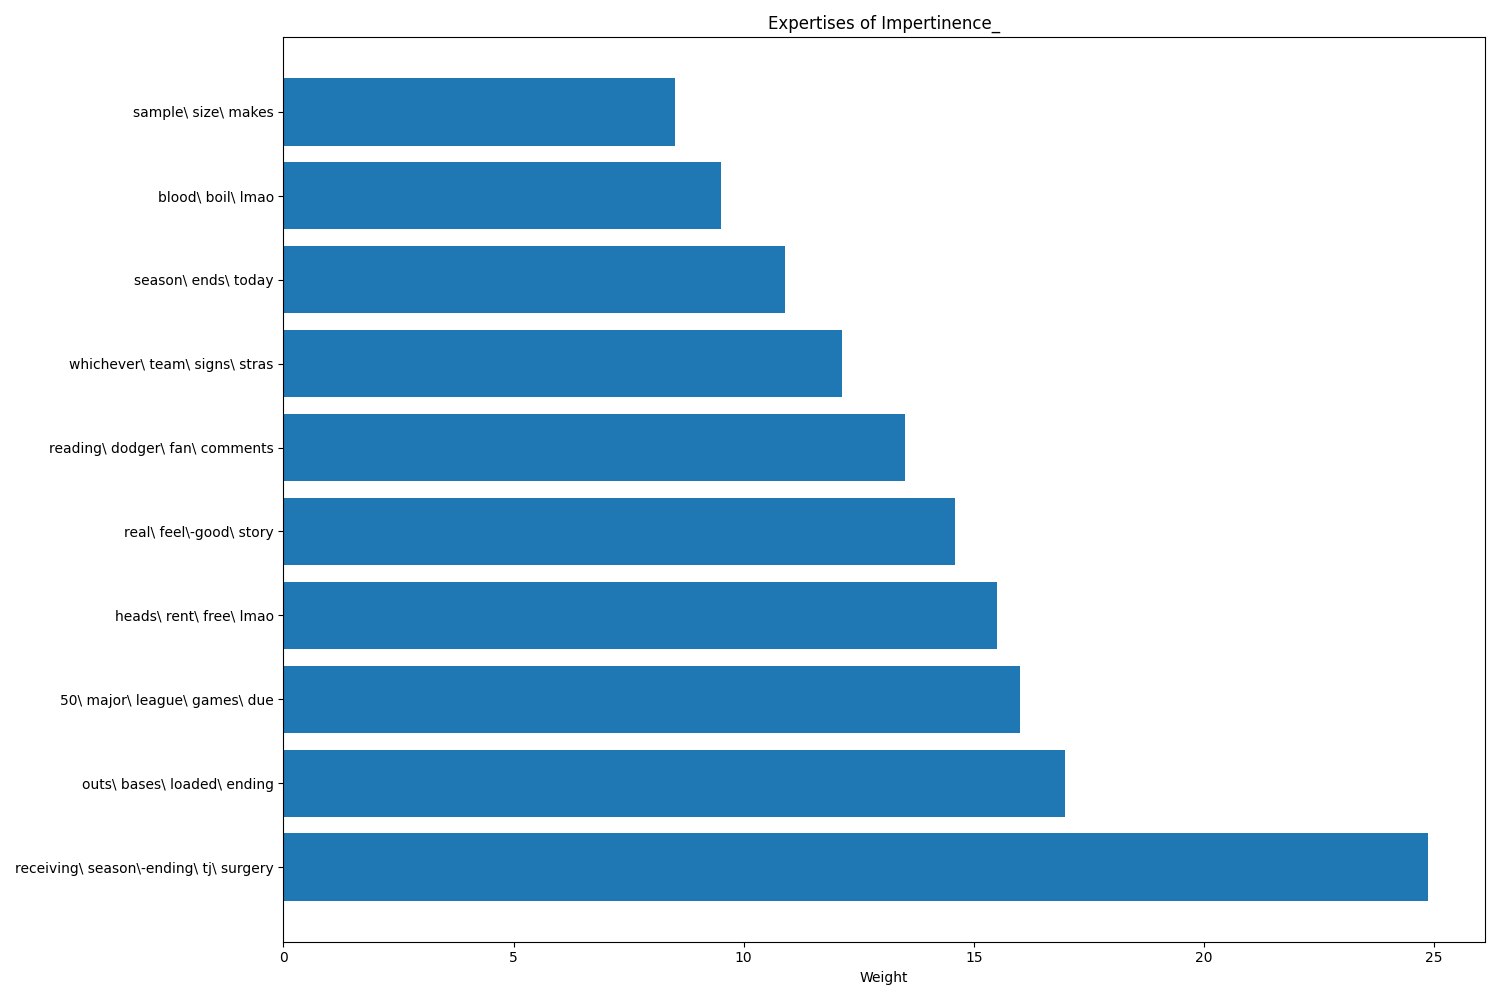 Expertises of Impertinence_
sample\ size\ makes
blood\ boil\ lmao
season\ ends\ today
whichever\ team\ signs\ stras
reading\ dodger\ fan\ comments
real\ feel\-good\ story
heads\ rent\ free\ lmao
50\ major\ league\ games\ due
outs\ bases\ loaded\ ending
receiving\ season\-ending\ tj\ surgery
0 5 10 15 20 25
Weight